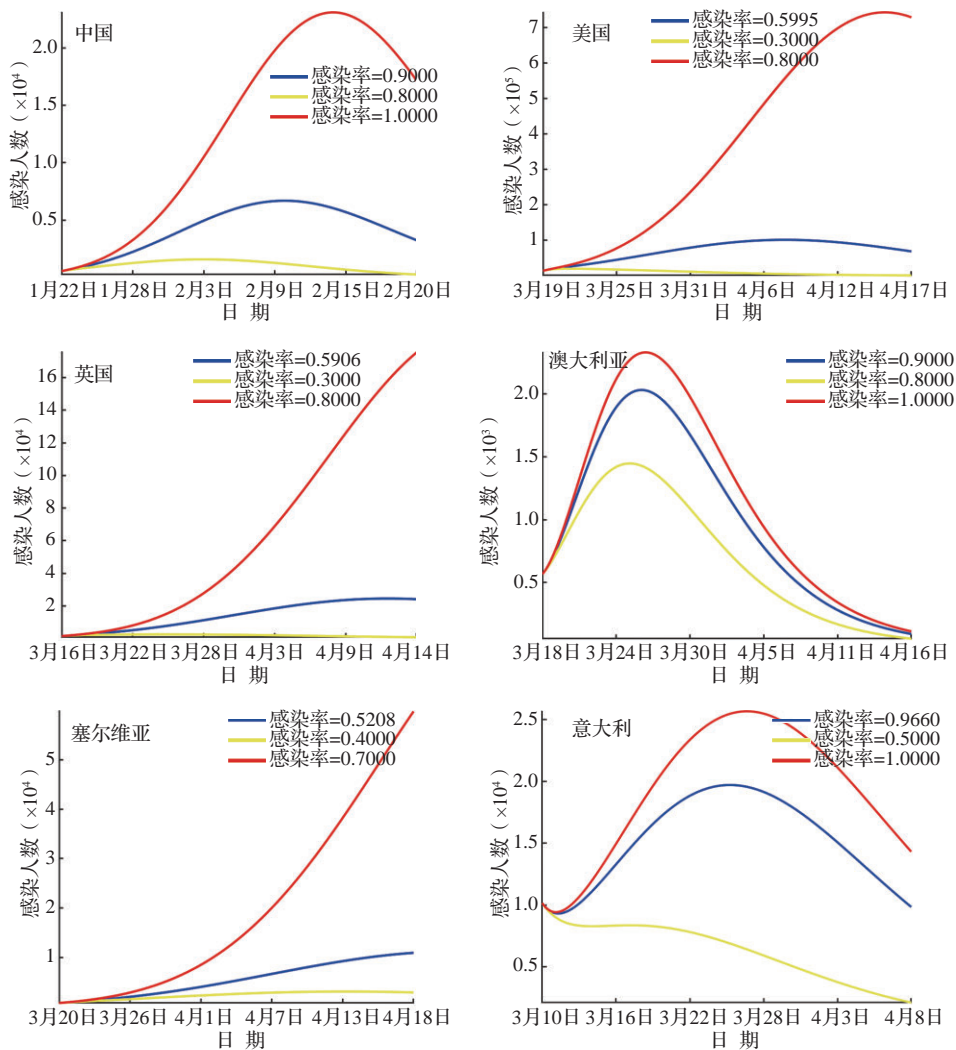 中国
感染率=0.9000
感染率=0.8000
感染率=1.0000
感染人数（×10⁴）
2.0
1.5
1.0
0.5
1月22日 1月28日 2月3日 2月9日 2月15日 2月20日
日 期
美国
感染率=0.5995
感染率=0.3000
感染率=0.8000
感染人数（×10⁵）
7
6
5
4
3
2
1
3月19日 3月25日 3月31日 4月6日 4月12日 4月17日
日 期
英国
感染率=0.5906
感染率=0.3000
感染率=0.8000
感染人数（×10⁴）
16
14
12
10
8
6
4
2
3月16日 3月22日 3月28日 4月3日 4月9日 4月14日
日 期
澳大利亚
感染率=0.9000
感染率=0.8000
感染率=1.0000
感染人数（×10³）
2.0
1.5
1.0
0.5
3月18日 3月24日 3月30日 4月5日 4月11日 4月16日
日 期
塞尔维亚
感染率=0.5208
感染率=0.4000
感染率=0.7000
感染人数（×10⁴）
5
4
3
2
1
3月20日 3月26日 4月1日 4月7日 4月13日 4月18日
日 期
意大利
感染率=0.9660
感染率=0.5000
感染率=1.0000
感染人数（×10⁴）
2.5
2.0
1.5
1.0
0.5
3月10日 3月16日 3月22日 3月28日 4月3日 4月8日
日 期